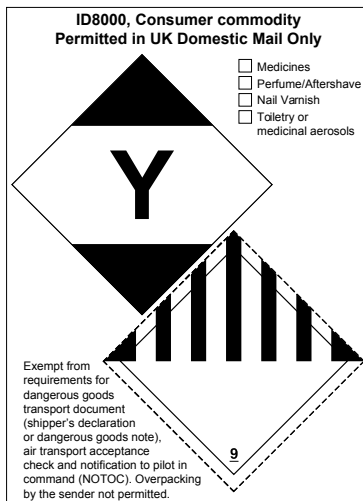 ID8000, Consumer commodity
Permitted in UK Domestic Mail Only
Medicines
Perfume/Aftershave
Nail Varnish
Toiletry or
medicinal aerosols
Y
Exempt from
requirements for
dangerous goods
transport document
(shipper's declaration
or dangerous goods note),
air transport acceptance
check and notification to pilot in
command (NOTOC). Overpacking
by the sender not permitted.
9